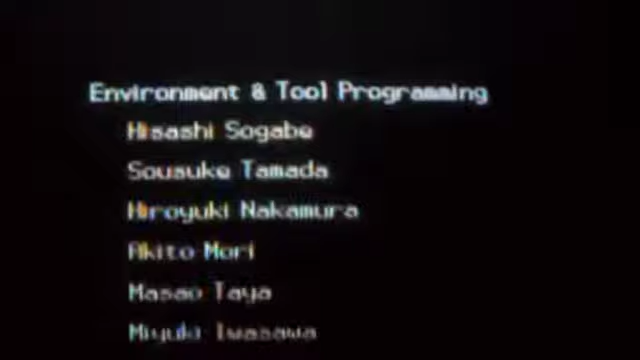 Environment & Tool Programming
Hisashi Sogabe
Sousuke Tamada
Hiroyuki Nakamura
Akito Mori
Masao Taya
Miyuki Iwasawa